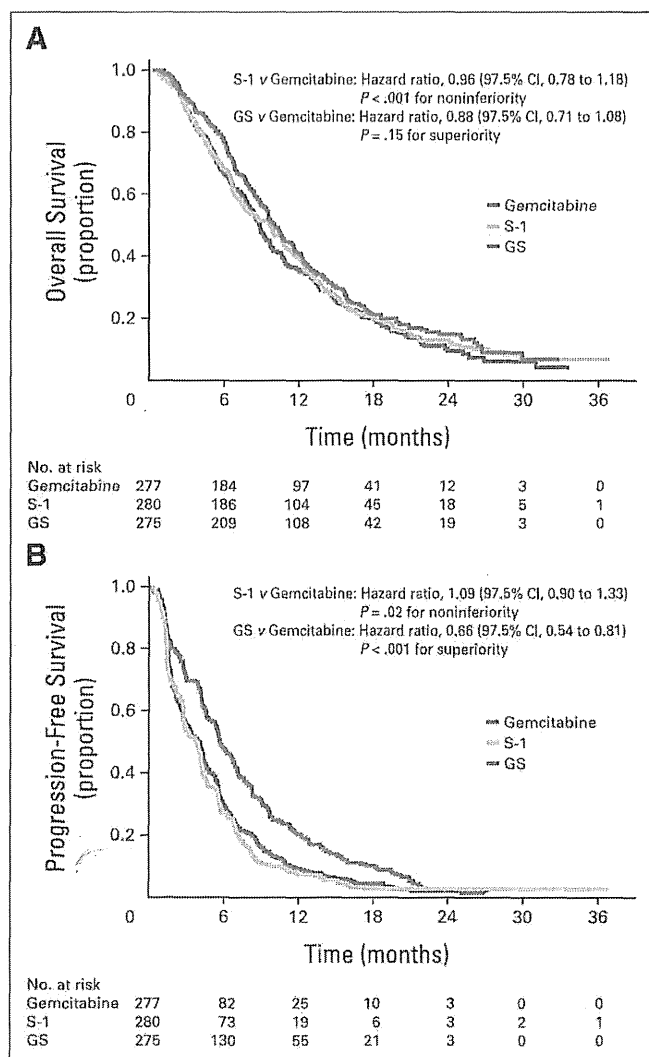 A
S-1 v Gemcitabine: Hazard ratio, 0.96 (97.5% CI, 0.78 to 1.18)
P < .001 for noninferiority
GS v Gemcitabine: Hazard ratio, 0.88 (97.5% CI, 0.71 to 1.08)
P = .15 for superiority
Gemcitabine
S-1
GS
Overall Survival
(proportion)
1.0
0.8
0.6
0.4
0.2
0 6 12 18 24 30 36
Time (months)
No. at risk
Gemcitabine 277 184 97 41 12 3 0
S-1 280 186 104 45 18 5 1
GS 275 209 108 42 19 3 0
B
S-1 v Gemcitabine: Hazard ratio, 1.09 (97.5% CI, 0.90 to 1.33)
P = .02 for noninferiority
GS v Gemcitabine: Hazard ratio, 0.66 (97.5% CI, 0.54 to 0.81)
P < .001 for superiority
Gemcitabine
S-1
GS
Progression-Free Survival
(proportion)
1.0
0.8
0.6
0.4
0.2
0 6 12 18 24 30 36
Time (months)
No. at risk
Gemcitabine 277 82 25 10 3 0 0
S-1 280 73 19 6 3 2 1
GS 275 130 55 21 3 0 0